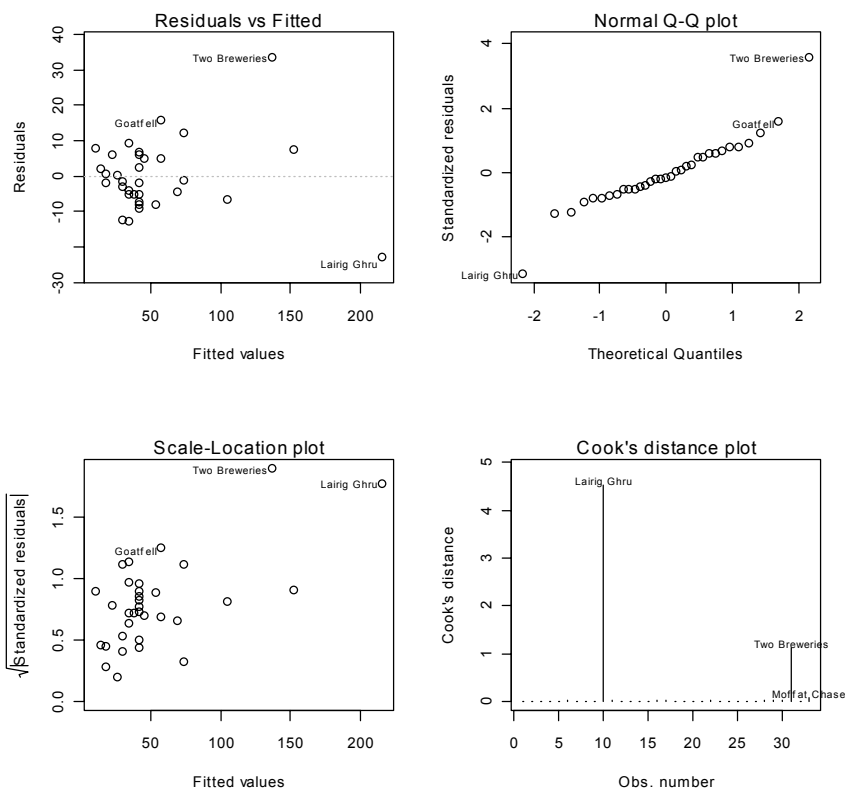 Residuals vs Fitted
Residuals
40
30
20
10
0
-10
-30
Two Breweries
Goatfell
Lairig Ghru
50
100
150
200
Fitted values
Normal Q-Q plot
Standardized residuals
4
2
0
-2
Two Breweries
Goatfell
Lairig Ghru
-2
-1
0
1
2
Theoretical Quantiles
Scale-Location plot
√|Standardized residuals|
1.5
1.0
0.5
0.0
Two Breweries
Lairig Ghru
Goatfell
50
100
150
200
Fitted values
Cook's distance plot
Cook's distance
5
4
3
2
1
0
Lairig Ghru
Two Breweries
Moffat Chase
0
5
10
15
20
25
30
Obs. number